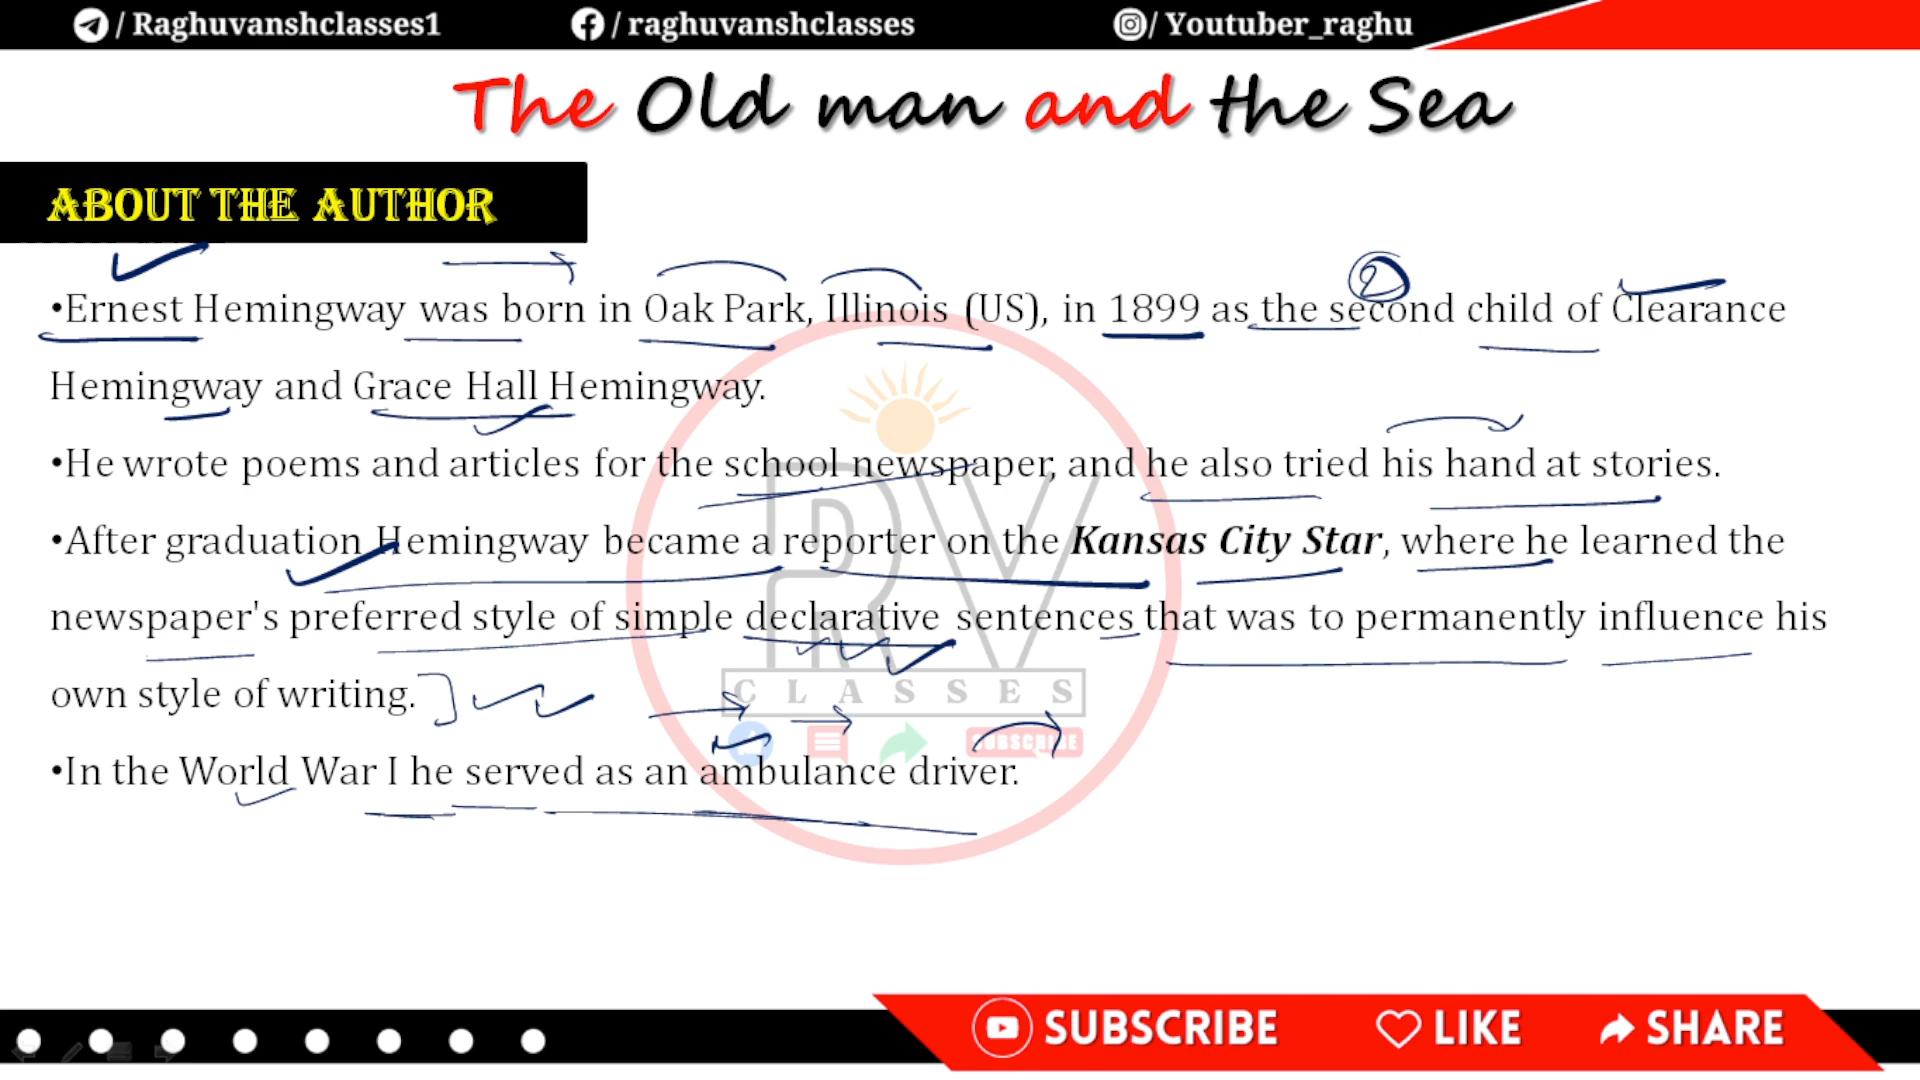 / Raghuvanshclasses1 / raghuvanshclasses / Youtuber_raghu
The Old man and the Sea
ABOUT THE AUTHOR
2
•Ernest Hemingway was born in Oak Park, Illinois (US), in 1899 as the second child of Clearance
Hemingway and Grace Hall Hemingway.
•He wrote poems and articles for the school newspaper, and he also tried his hand at stories.
•After graduation Hemingway became a reporter on the Kansas City Star, where he learned the
newspaper's preferred style of simple declarative sentences that was to permanently influence his
own style of writing.
RV
CLASSES
SUBSCRIBE
•In the World War I he served as an ambulance driver.
SUBSCRIBE LIKE SHARE